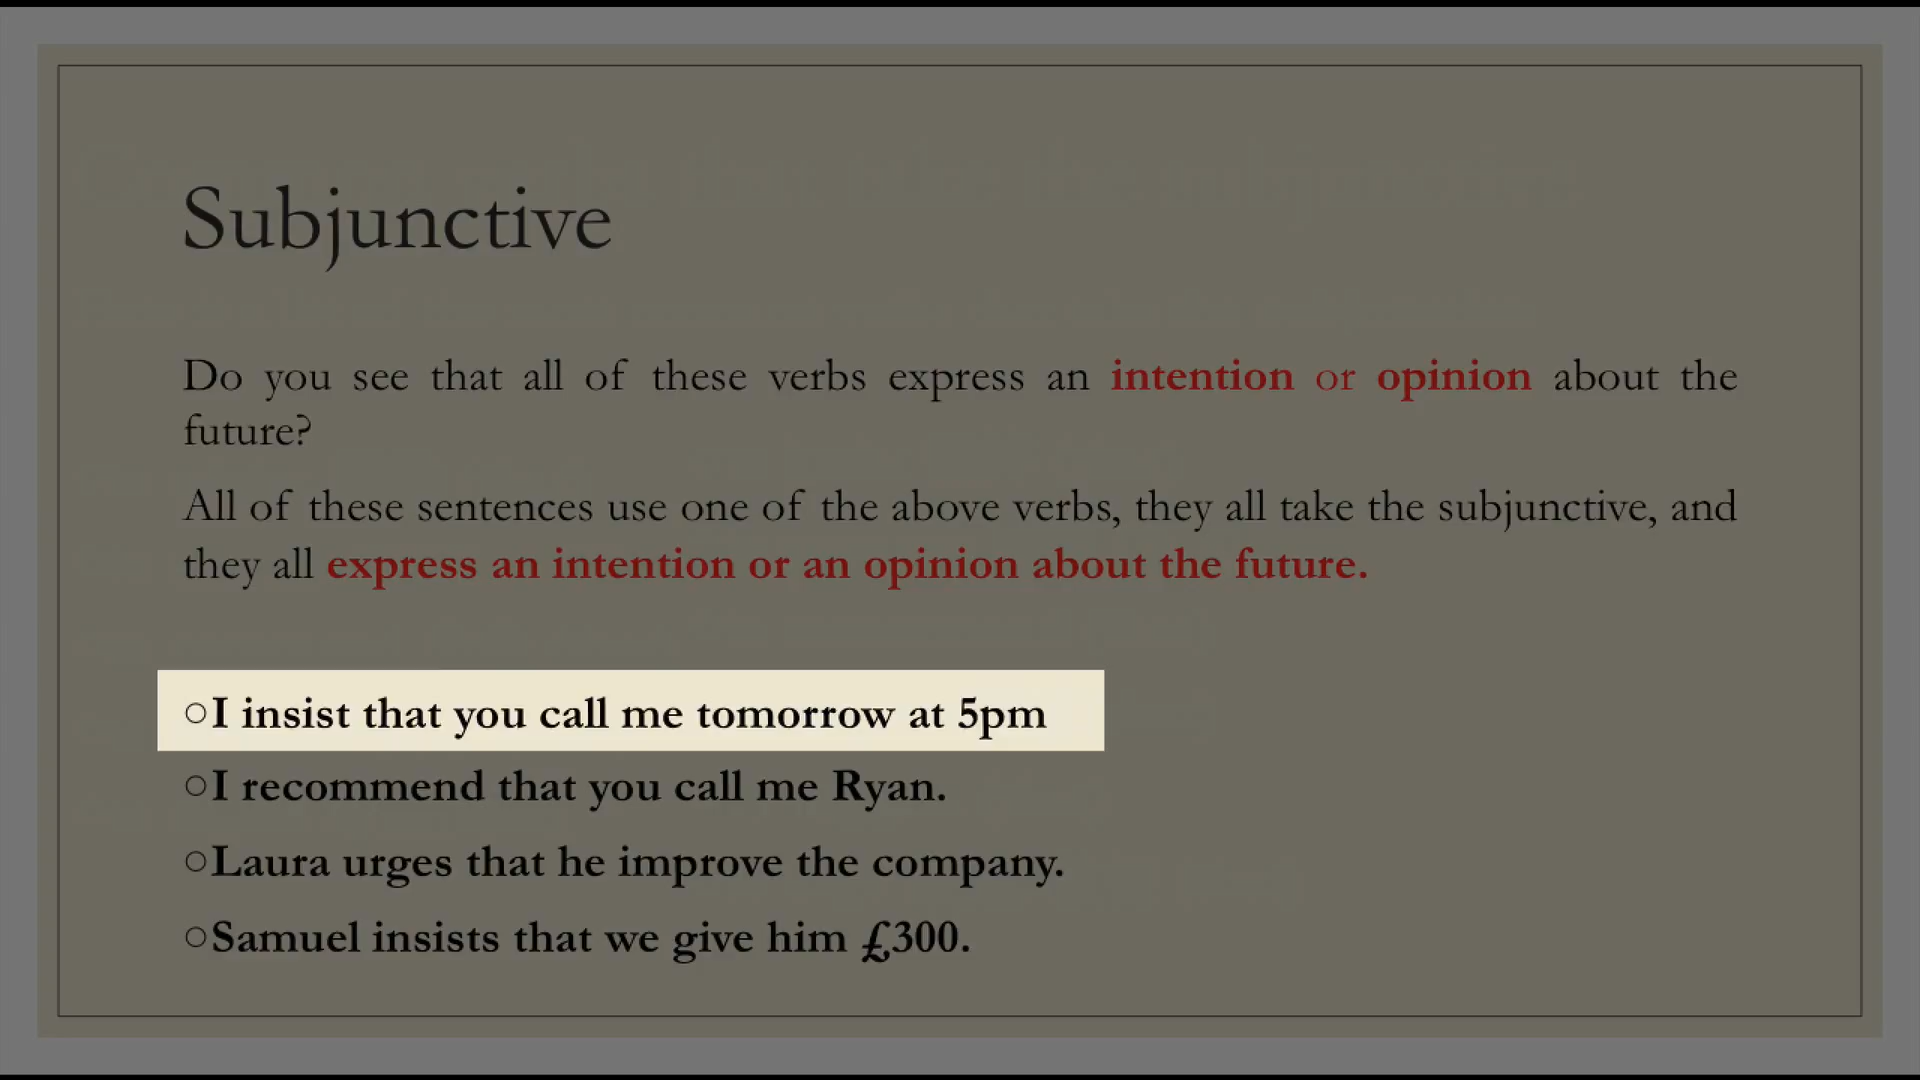 Subjunctive
Do you see that all of these verbs express an intention or opinion about the
future?
All of these sentences use one of the above verbs, they all take the subjunctive, and
they all express an intention or an opinion about the future.
○I insist that you call me tomorrow at 5pm
○I recommend that you call me Ryan.
○Laura urges that he improve the company.
○Samuel insists that we give him £300.